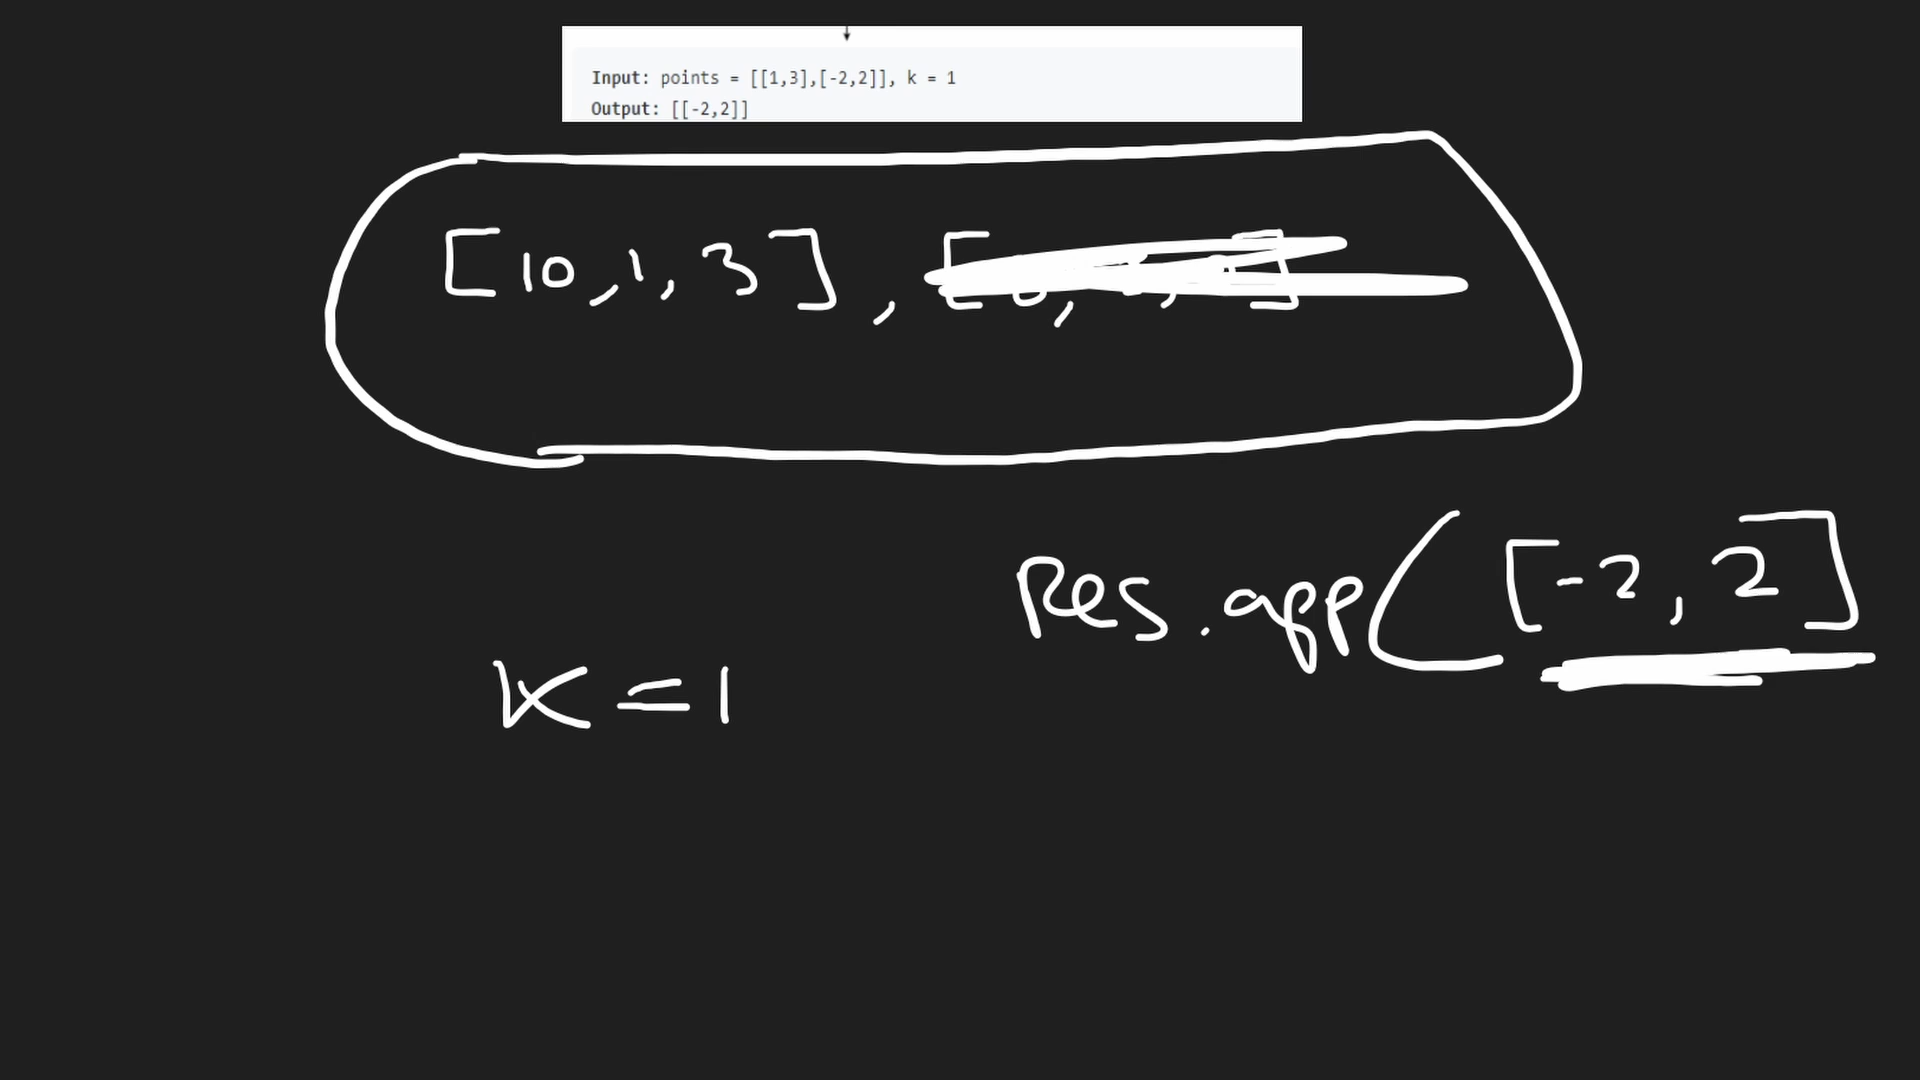 Input: points = [[1,3],[-2,2]], k = 1
Output: [[-2,2]]
[10,1,3],
Res.app([-2,2]
K=1